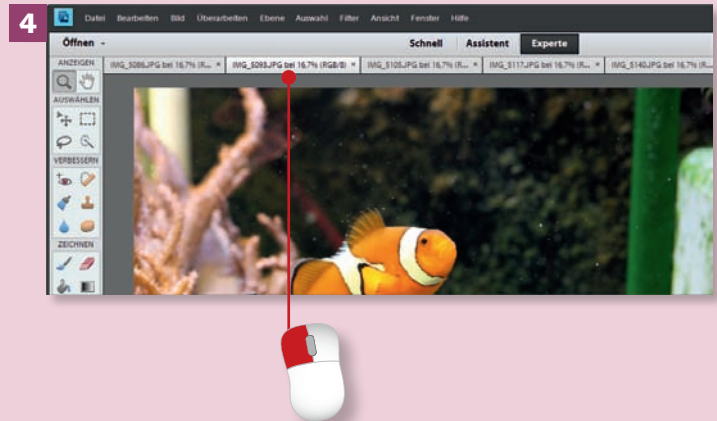 4
Datei Bearbeiten Bild Überarbeiten Ebene Auswahl Filter Ansicht Fenster Hilfe
Öffnen Schnell Assistent Experte
ANZEIGEN IMG_5086.JPG bei 16,7% (R... × IMG_5093.JPG bei 16,7% (RGB/8) × IMG_5105.JPG bei 16,7% (R... × IMG_5117.JPG bei 16,7% (R... × IMG_5140.JPG bei 16,7% (R...
AUSWÄHLEN
VERBESSERN
ZEICHNEN